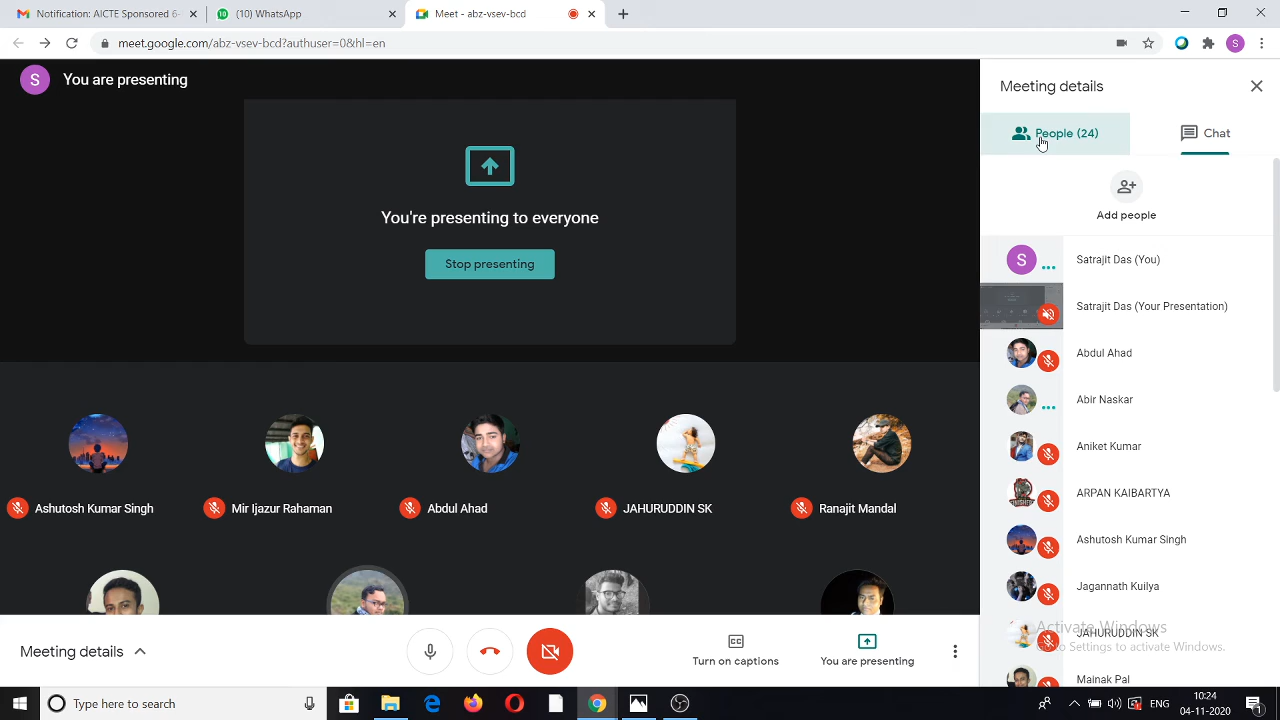 Notification: AICTE Sponsored 6-
(10) WhatsApp
Meet - abz-vsev-bcd
meet.google.com/abz-vsev-bcd?authuser=0&hl=en
S
S
You are presenting
You're presenting to everyone
Stop presenting
Ashutosh Kumar Singh
Mir Ijazur Rahaman
Abdul Ahad
JAHURUDDIN SK
Ranajit Mandal
Meeting details
Turn on captions
You are presenting
Meeting details
People (24)
Chat
Add people
S
Satrajit Das (You)
Satrajit Das (Your Presentation)
Abdul Ahad
Abir Naskar
Aniket Kumar
ARPAN KAIBARTYA
Ashutosh Kumar Singh
Jagannath Kuilya
JAHURUDDIN SK
Mainak Pal
Activate Windows
Go to Settings to activate Windows.
Type here to search
ENG
10:24
04-11-2020
1